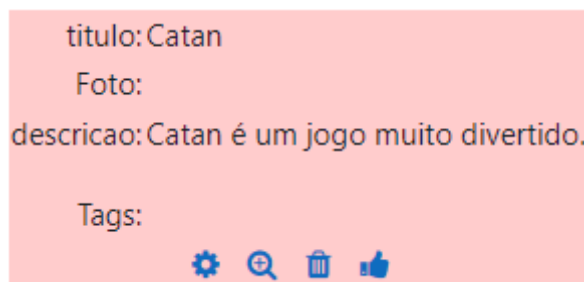 titulo: Catan
Foto:
descricao: Catan é um jogo muito divertido.
Tags: